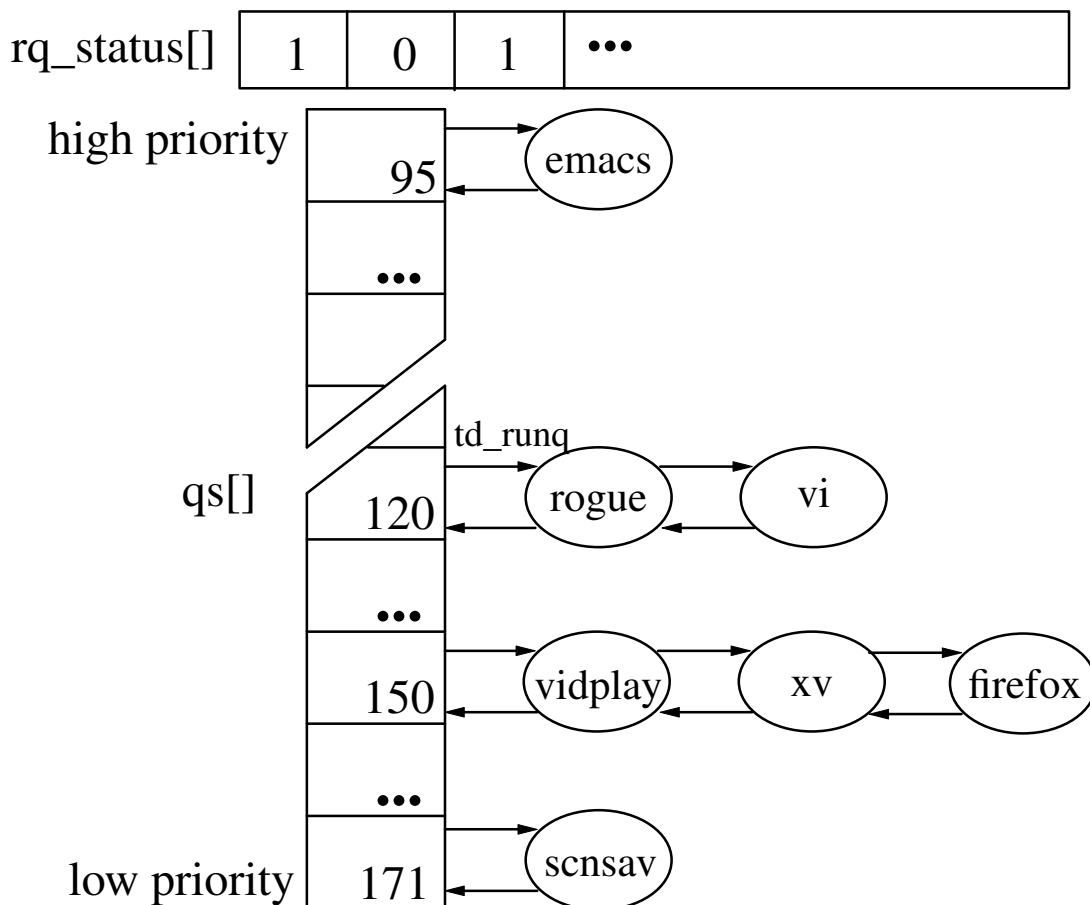 rq_status[] 1 0 1 •••
high priority 95 emacs
•••
td_runq
qs[] 120 rogue vi
•••
150 vidplay xv firefox
•••
low priority 171 scnsav